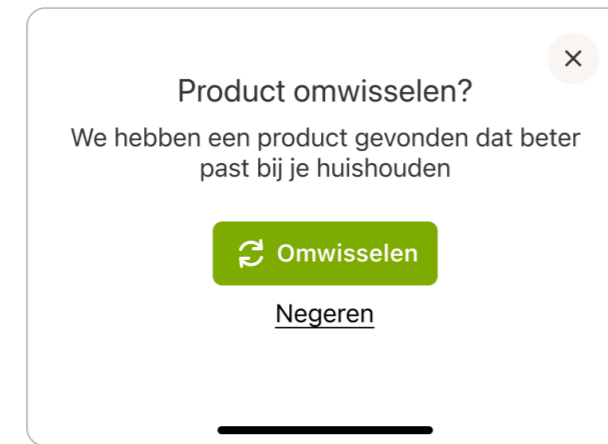 Product omwisselen?
We hebben een product gevonden dat beter
past bij je huishouden
Omwisselen
Negeren